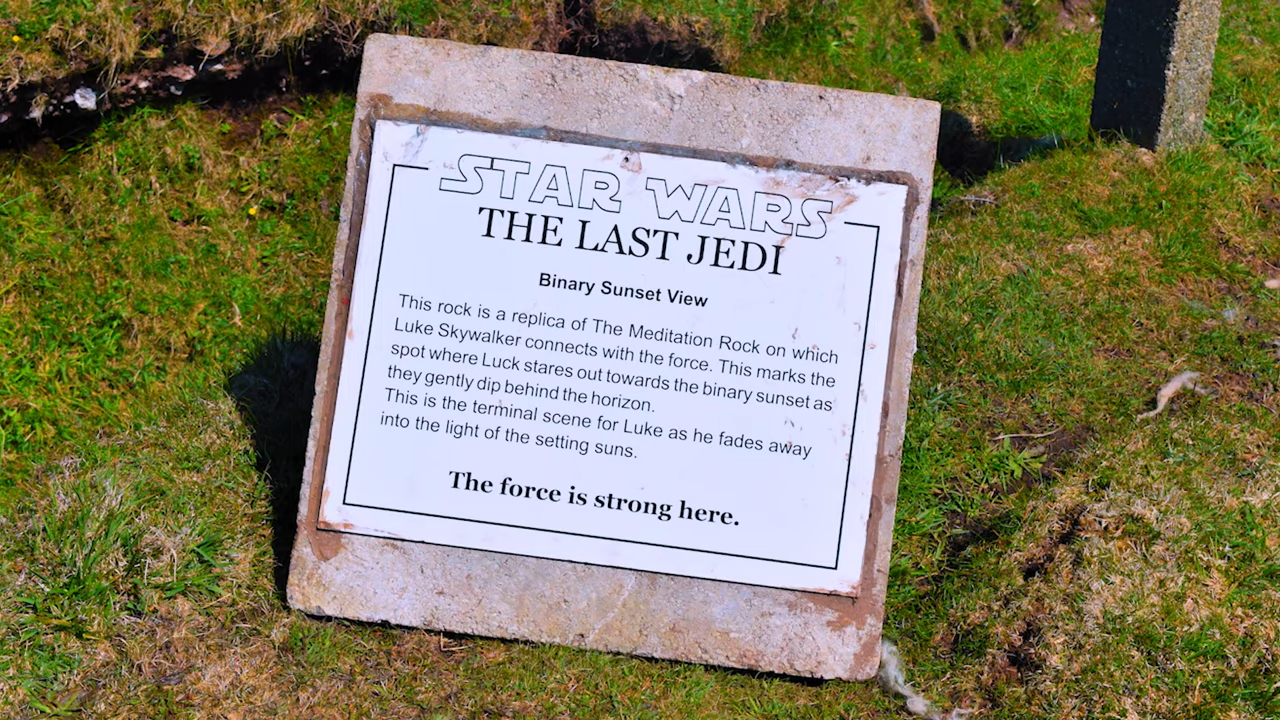 STAR WARS
THE LAST JEDI
Binary Sunset View
This rock is a replica of The Meditation Rock on which
Luke Skywalker connects with the force. This marks the
spot where Luck stares out towards the binary sunset as
they gently dip behind the horizon.
This is the terminal scene for Luke as he fades away
into the light of the setting suns.
The force is strong here.